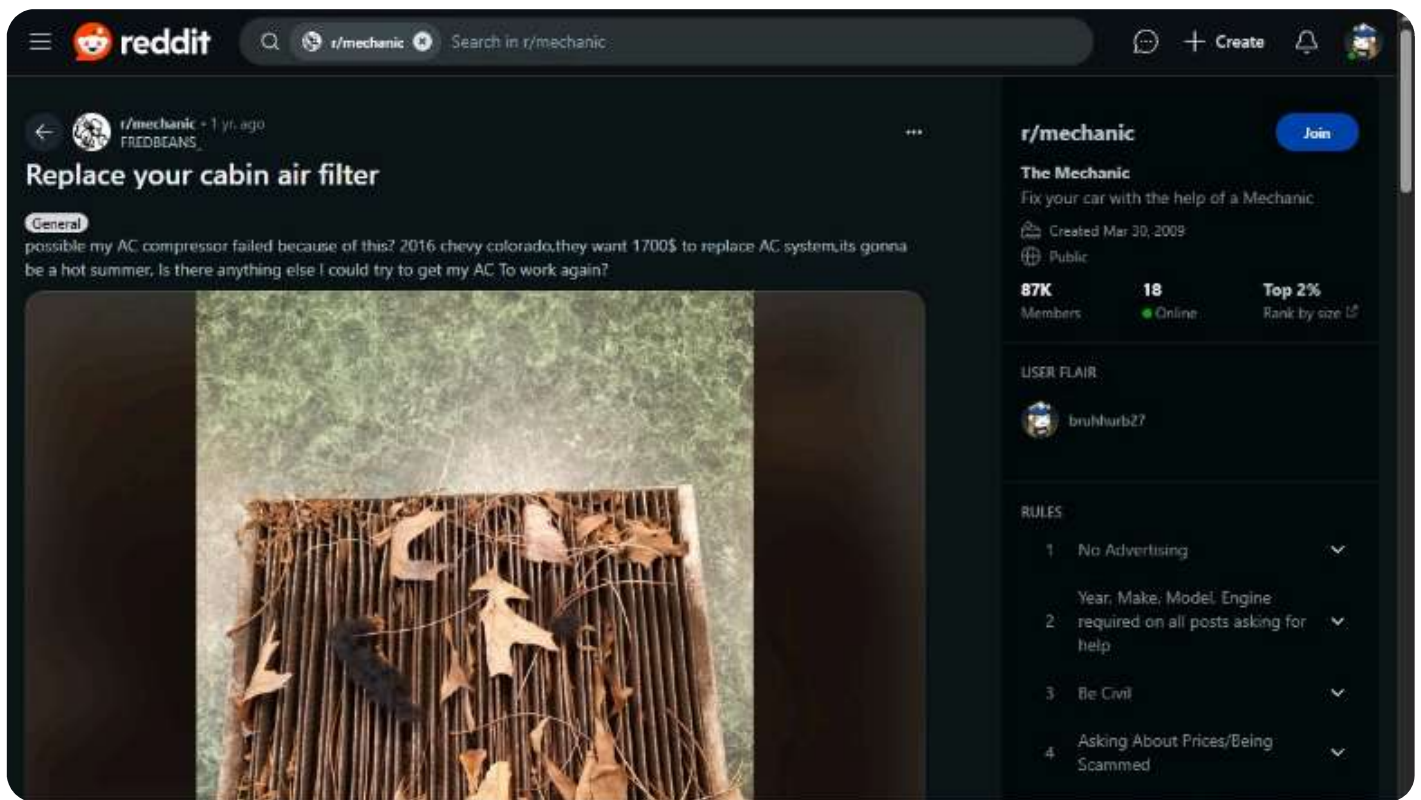 reddit
r/mechanic
Search in r/mechanic
Create
r/mechanic • 1 yr. ago
FREDBEANS_
Replace your cabin air filter
General
possible my AC compressor failed because of this? 2016 chevy colorado,they want 1700$ to replace AC system,its gonna
be a hot summer, Is there anything else I could try to get my AC To work again?
r/mechanic
Join
The Mechanic
Fix your car with the help of a Mechanic
Created Mar 30, 2009
Public
87K
18
Top 2%
Members
Online
Rank by size
USER FLAIR
bruhhurb27
RULES
1 No Advertising
Year, Make, Model, Engine
2 required on all posts asking for
help
3 Be Civil
Asking About Prices/Being
4
Scammed